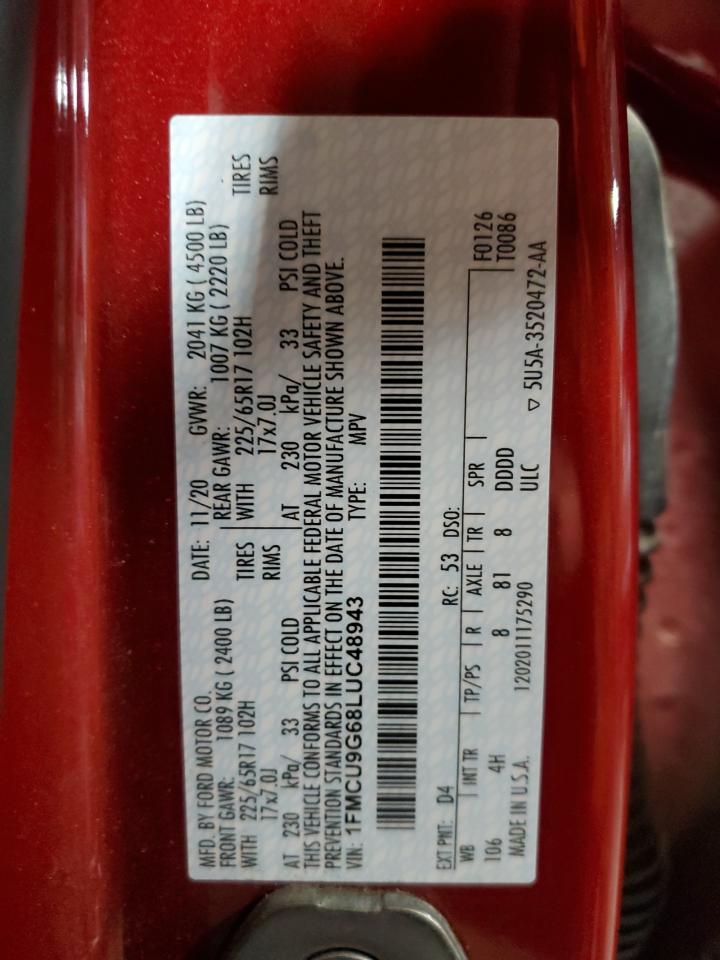 MFD. BY FORD MOTOR CO. DATE: 11/20 GVWR: 2041 KG ( 4500 LB)
FRONT GAWR: 1089 KG ( 2400 LB) REAR GAWR: 1007 KG ( 2220 LB)
WITH 225/65R17 102H TIRES WITH 225/65R17 102H TIRES
17x7.0J RIMS 17x7.0J RIMS
AT 230 kPa/ 33 PSI COLD AT 230 kPa/ 33 PSI COLD
THIS VEHICLE CONFORMS TO ALL APPLICABLE FEDERAL MOTOR VEHICLE SAFETY AND THEFT
PREVENTION STANDARDS IN EFFECT ON THE DATE OF MANUFACTURE SHOWN ABOVE.
VIN: 1FMCU9G68LUC48943 TYPE: MPV
EXT PNT: D4 RC: 53 DSO:
WB INT TR TP/PS R AXLE TR SPR F0126
106 4H 8 81 8 DDDD T0086
ULC
MADE IN U.S.A. 1202011175290 ▽ 5U5A-3520472-AA